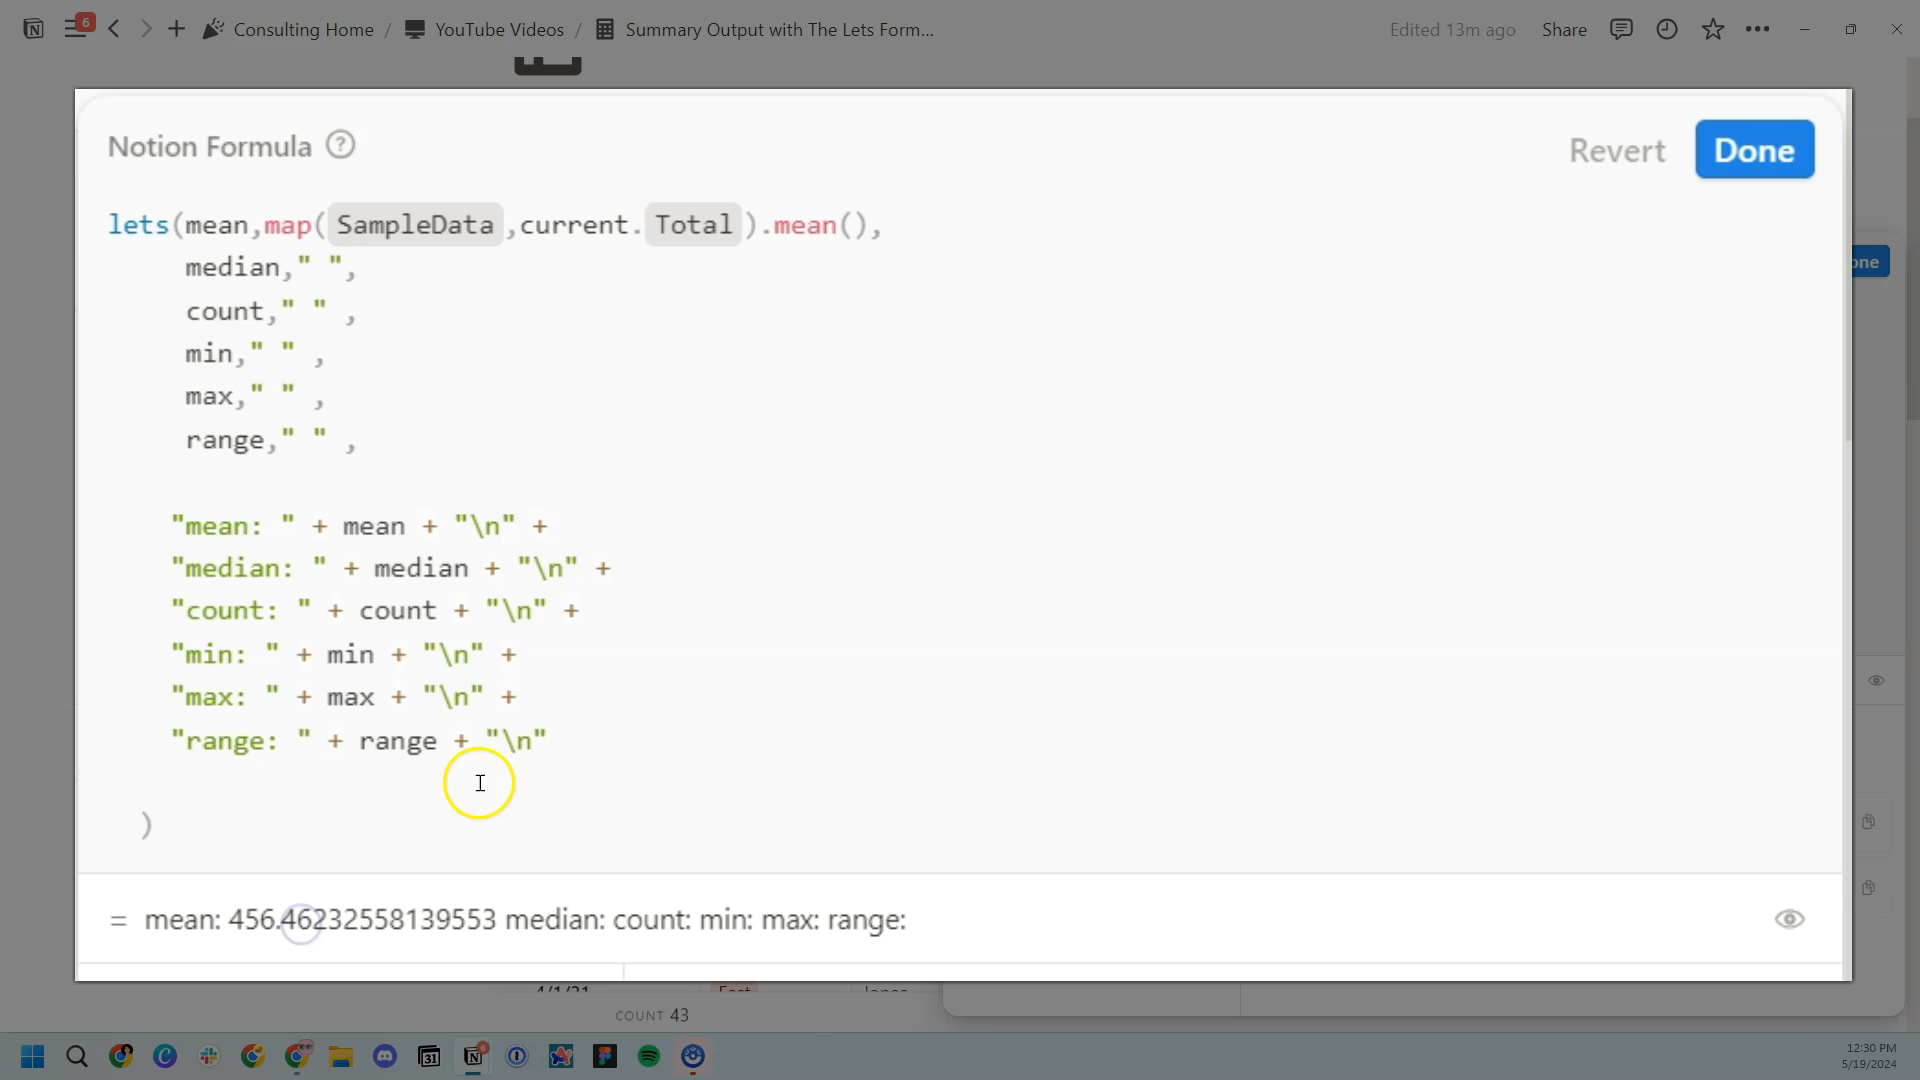 6 Consulting Home / YouTube Videos / Summary Output with The Lets Form... Edited 13m ago Share
Notion Formula ? Revert Done
lets(mean,map( SampleData ,current. Total ).mean(),
median," ",
count," " ,
min," " ,
max," " ,
range," " ,
"mean: " + mean + "\n" +
"median: " + median + "\n" +
"count: " + count + "\n" +
"min: " + min + "\n" +
"max: " + max + "\n" +
"range: " + range + "\n"
)
= mean: 456.46232558139553 median: count: min: max: range:
COUNT 43
12:30 PM
5/19/2024